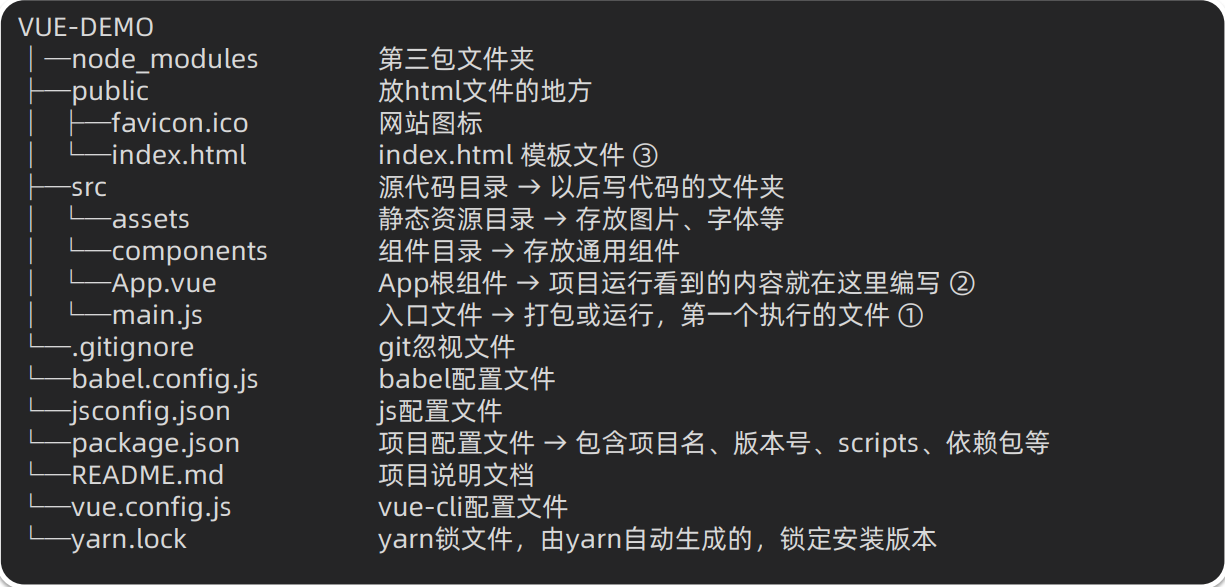 VUE-DEMO
│─node_modules 第三包文件夹
├──public 放html文件的地方
│ ├──favicon.ico 网站图标
│ └──index.html index.html 模板文件 ③
├──src 源代码目录 → 以后写代码的文件夹
│ └──assets 静态资源目录 → 存放图片、字体等
│ └──components 组件目录 → 存放通用组件
│ └──App.vue App根组件 → 项目运行看到的内容就在这里编写 ②
│ └──main.js 入口文件 → 打包或运行，第一个执行的文件 ①
└──.gitignore git忽视文件
└──babel.config.js babel配置文件
└──jsconfig.json js配置文件
└──package.json 项目配置文件 → 包含项目名、版本号、scripts、依赖包等
└──README.md 项目说明文档
└──vue.config.js vue-cli配置文件
└──yarn.lock yarn锁文件，由yarn自动生成的，锁定安装版本